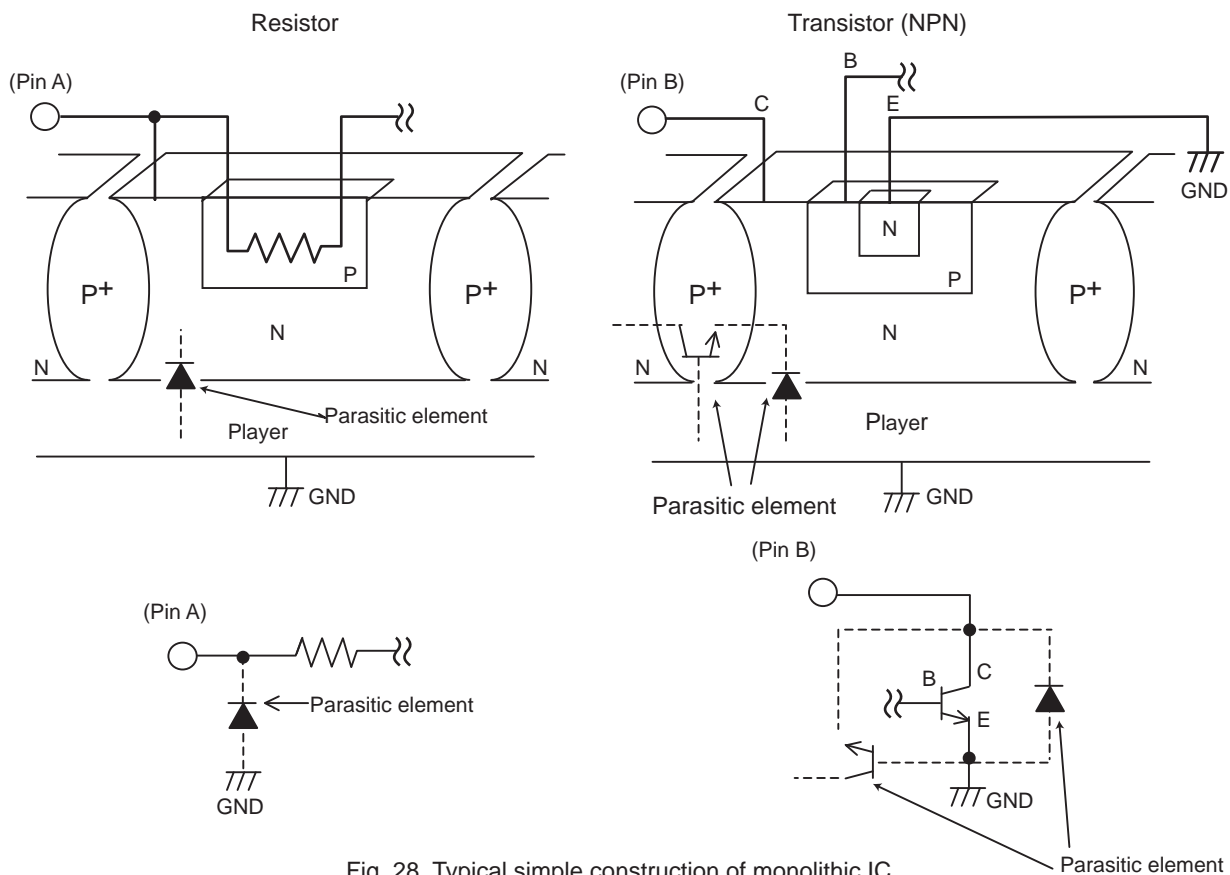 Resistor
Transistor (NPN)
(Pin A)
(Pin B)
B
C
E
GND
N
P
P+
P+
N
N
N
Parasitic element
Player
GND
P
P+
P+
N
N
N
Player
Parasitic element
GND
(Pin A)
Parasitic element
GND
(Pin B)
C
B
E
GND
Parasitic element
Fig. 28 Typical simple construction of monolithic IC